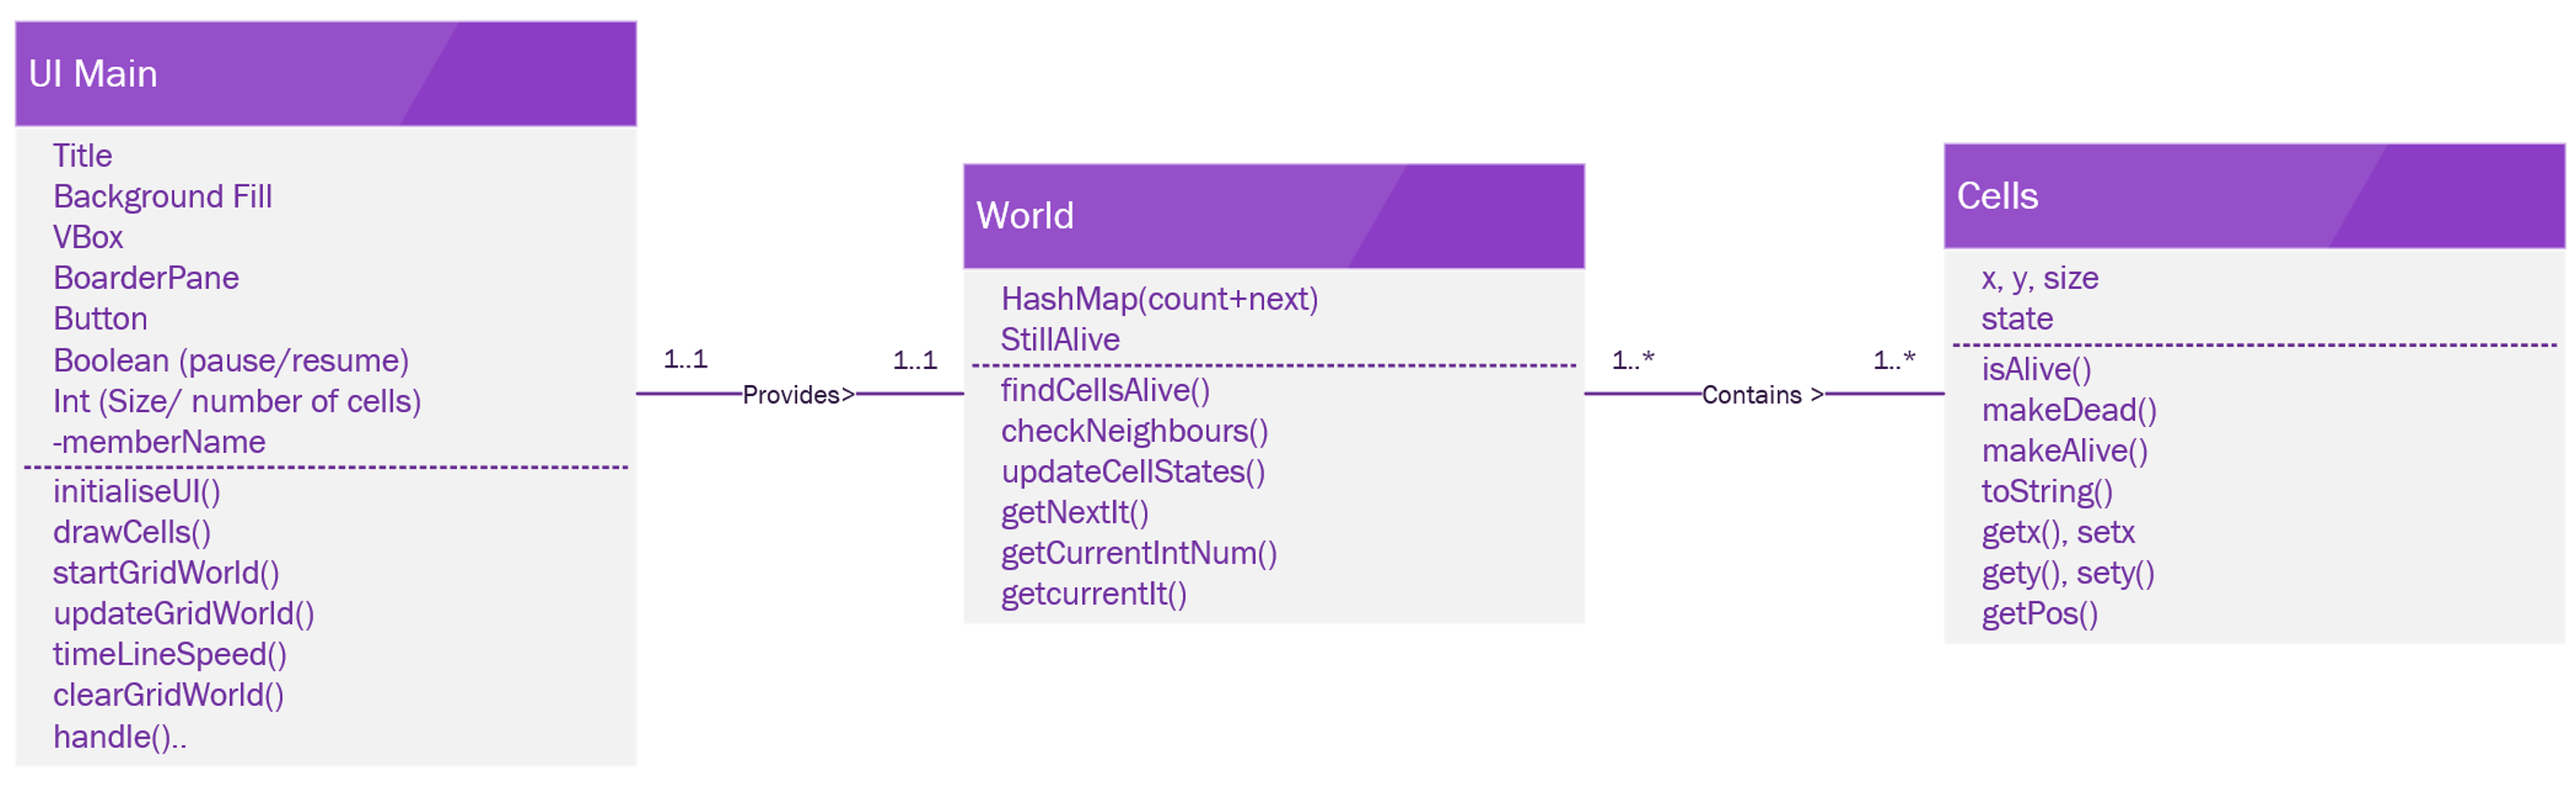 UI Main
Title
Background Fill
VBox
BoarderPane
Button
Boolean (pause/resume)
Int (Size/ number of cells)
-memberName
initialiseUI()
drawCells()
startGridWorld()
updateGridWorld()
timeLineSpeed()
clearGridWorld()
handle()..
1..1
Provides>
1..1
World
HashMap(count+next)
StillAlive
findCellsAlive()
checkNeighbours()
updateCellStates()
getNextIt()
getCurrentIntNum()
getcurrentIt()
1..*
Contains >
1..*
Cells
x, y, size
state
isAlive()
makeDead()
makeAlive()
toString()
getx(), setx
gety(), sety()
getPos()